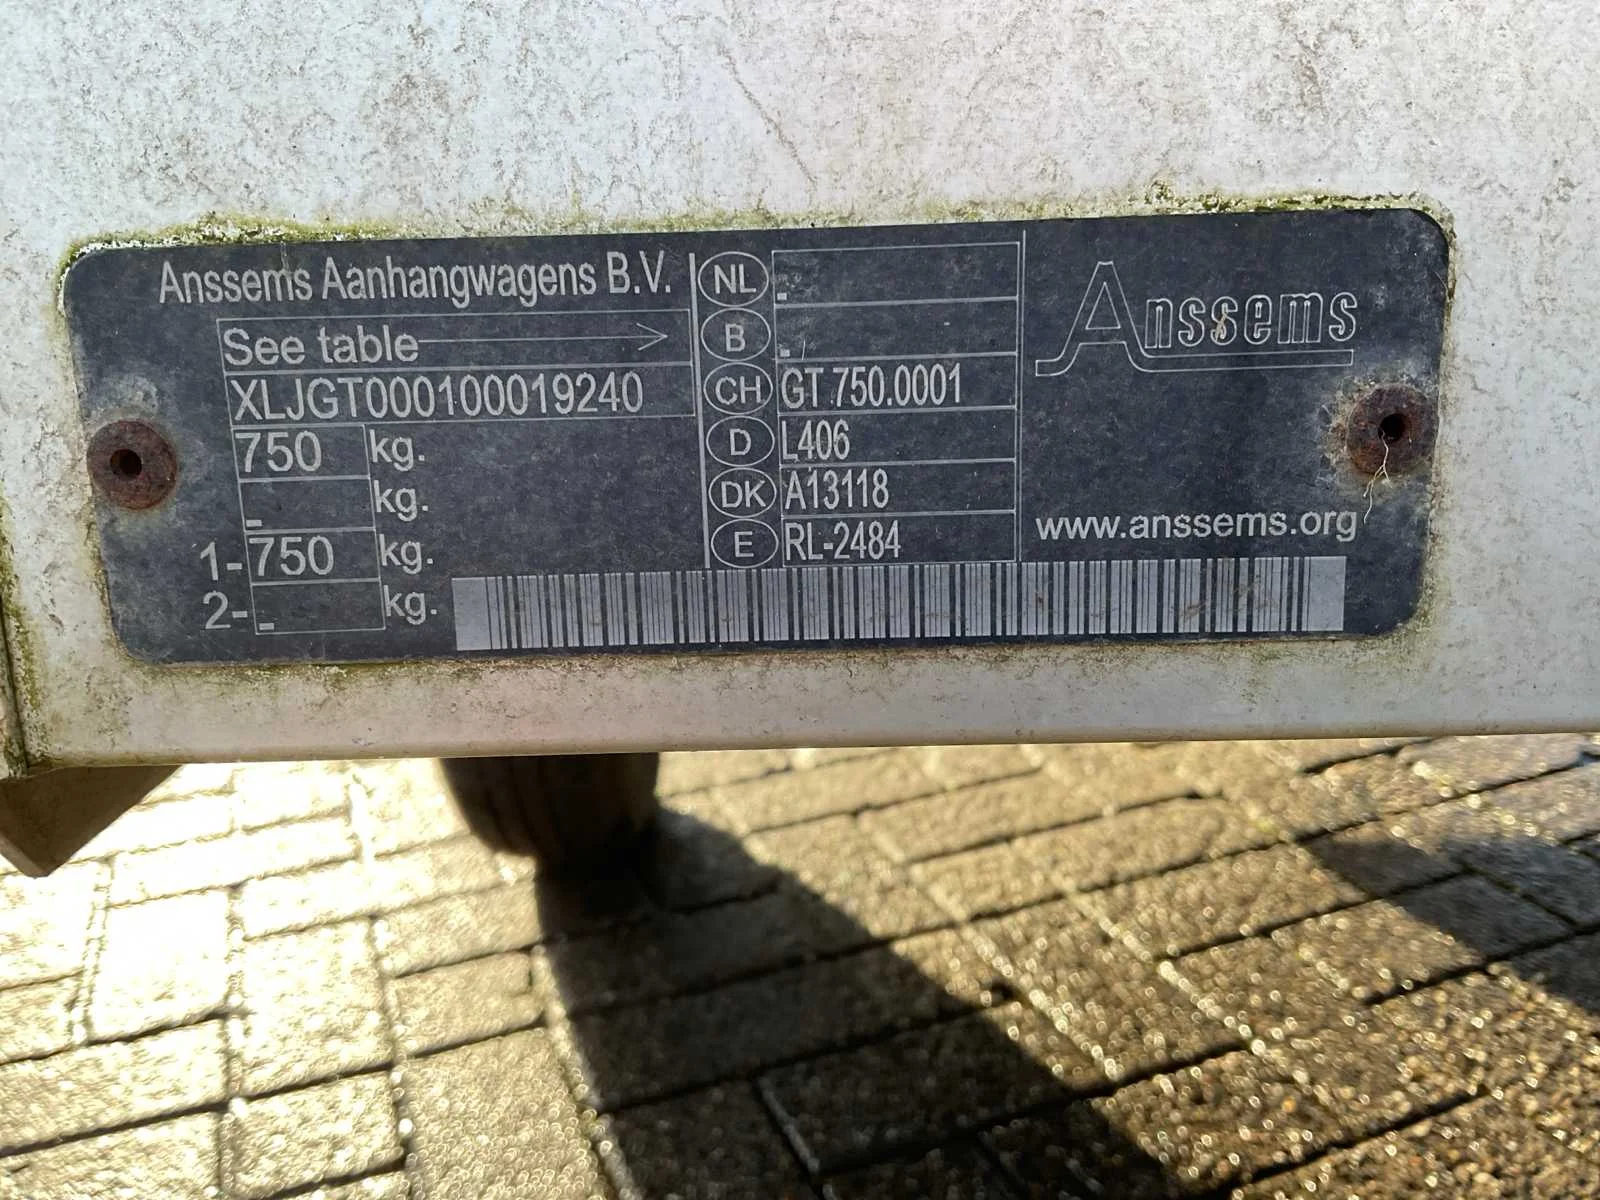 Anssems Aanhangwagens B.V.
See table
XLJGT000100019240
750 kg.
- kg.
1- 750 kg.
2- - kg.
NL -
B -
CH GT 750.0001
D L406
DK A13118
E RL-2484
Anssems
www.anssems.org